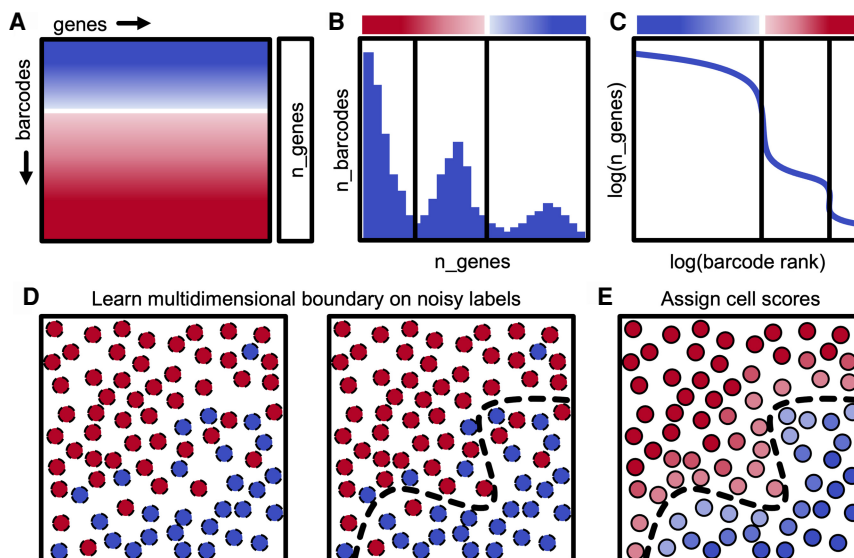 A
genes
barcodes
n_genes
B
n_barcodes
n_genes
C
log(n_genes)
log(barcode rank)
D
Learn multidimensional boundary on noisy labels
E
Assign cell scores